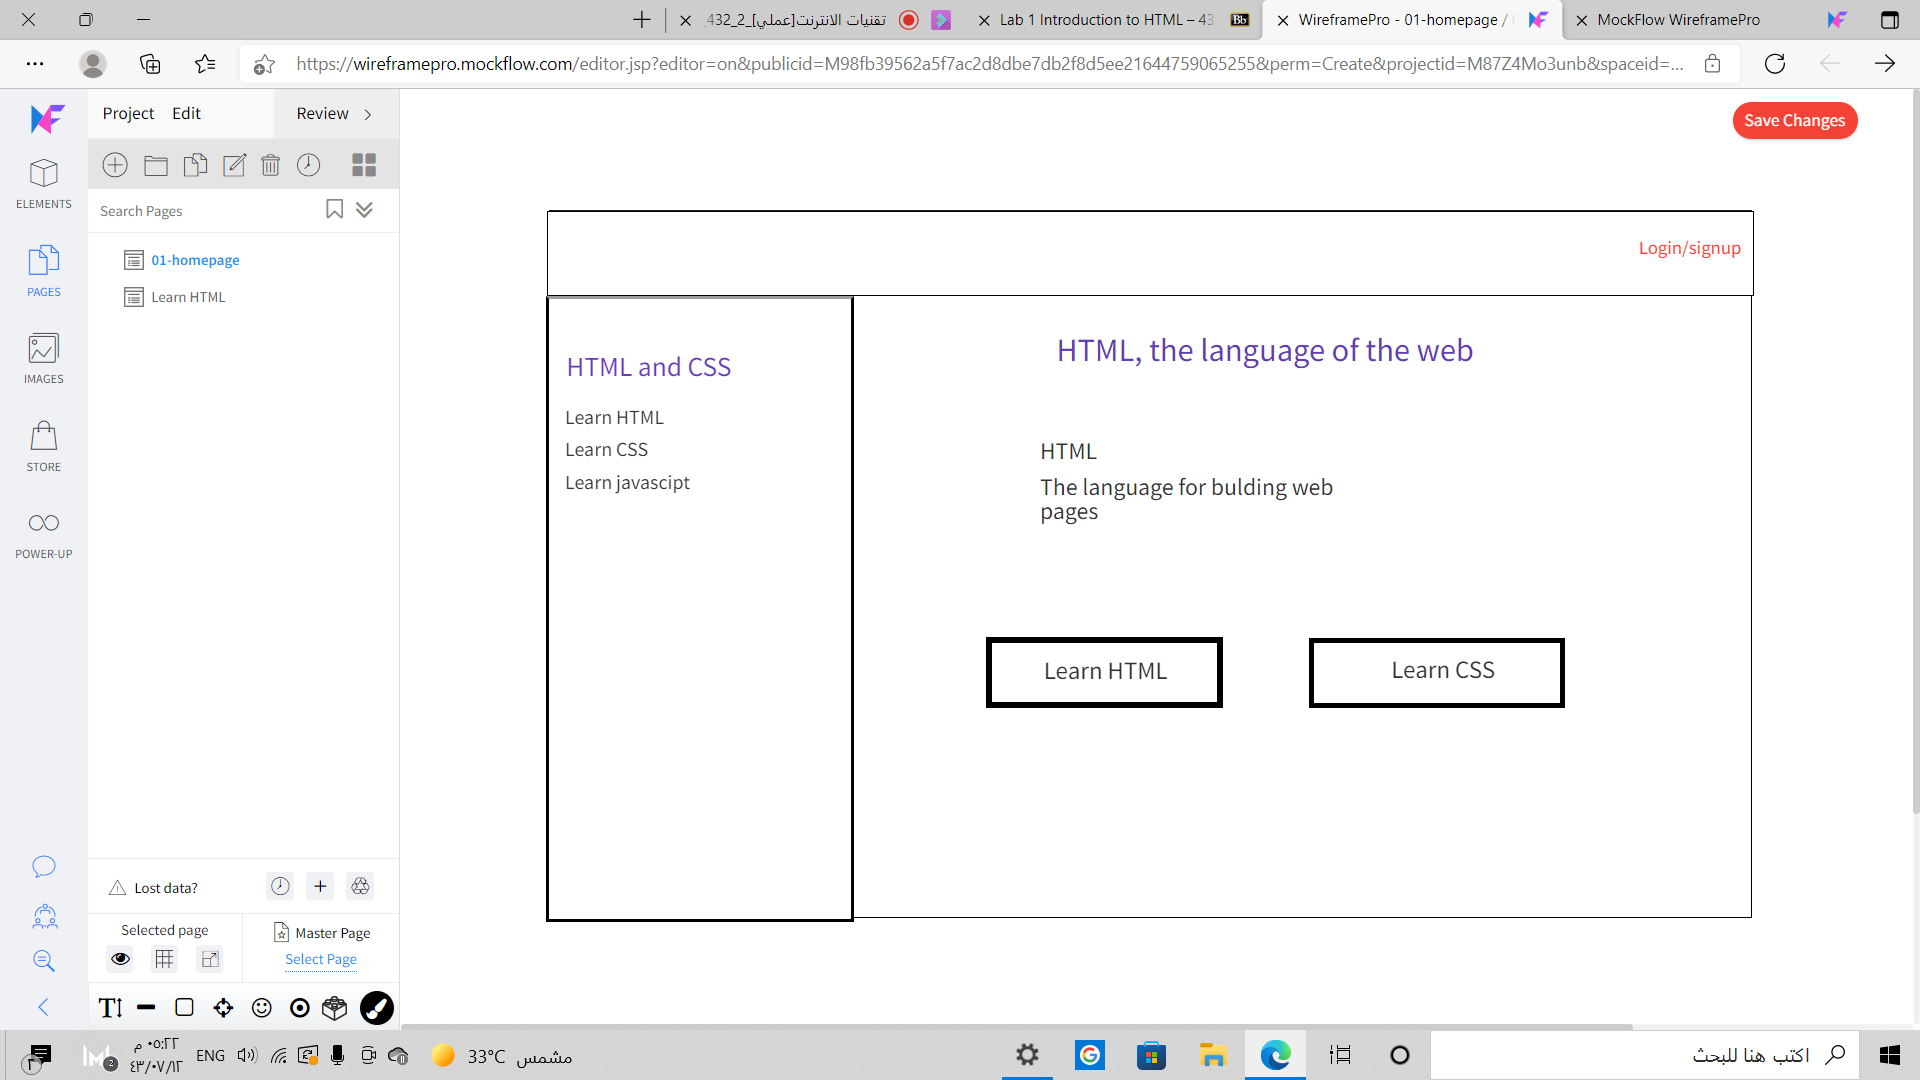 تقنيات الانترنت[عملي]_2_432
Lab 1 Introduction to HTML – 43
Bb
WireframePro - 01-homepage /
MockFlow WireframePro
https://wireframepro.mockflow.com/editor.jsp?editor=on&publicid=M98fb39562a5f7ac2d8dbe7db2f8d5ee21644759065255&perm=Create&projectid=M87Z4Mo3unb&spaceid=...
Project
Edit
Review
Save Changes
ELEMENTS
Search Pages
01-homepage
PAGES
Learn HTML
IMAGES
STORE
POWER-UP
Login/signup
HTML and CSS
Learn HTML
Learn CSS
Learn javascipt
HTML, the language of the web
HTML
The language for bulding web
pages
Learn HTML
Learn CSS
Lost data?
Selected page
Master Page
Select Page
٠٥:٢٢ م
٤٣/٠٧/١٢
ENG
33°C مشمس
اكتب هنا للبحث